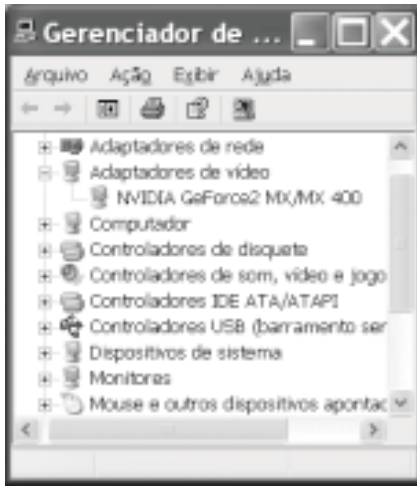 Gerenciador de ...
Arquivo Ação Exibir Ajuda
Adaptadores de rede
Adaptadores de vídeo
NVIDIA GeForce2 MX/MX 400
Computador
Controladores de disquete
Controladores de som, vídeo e jogo
Controladores IDE ATA/ATAPI
Controladores USB (barramento ser
Dispositivos de sistema
Monitores
Mouse e outros dispositivos apontac